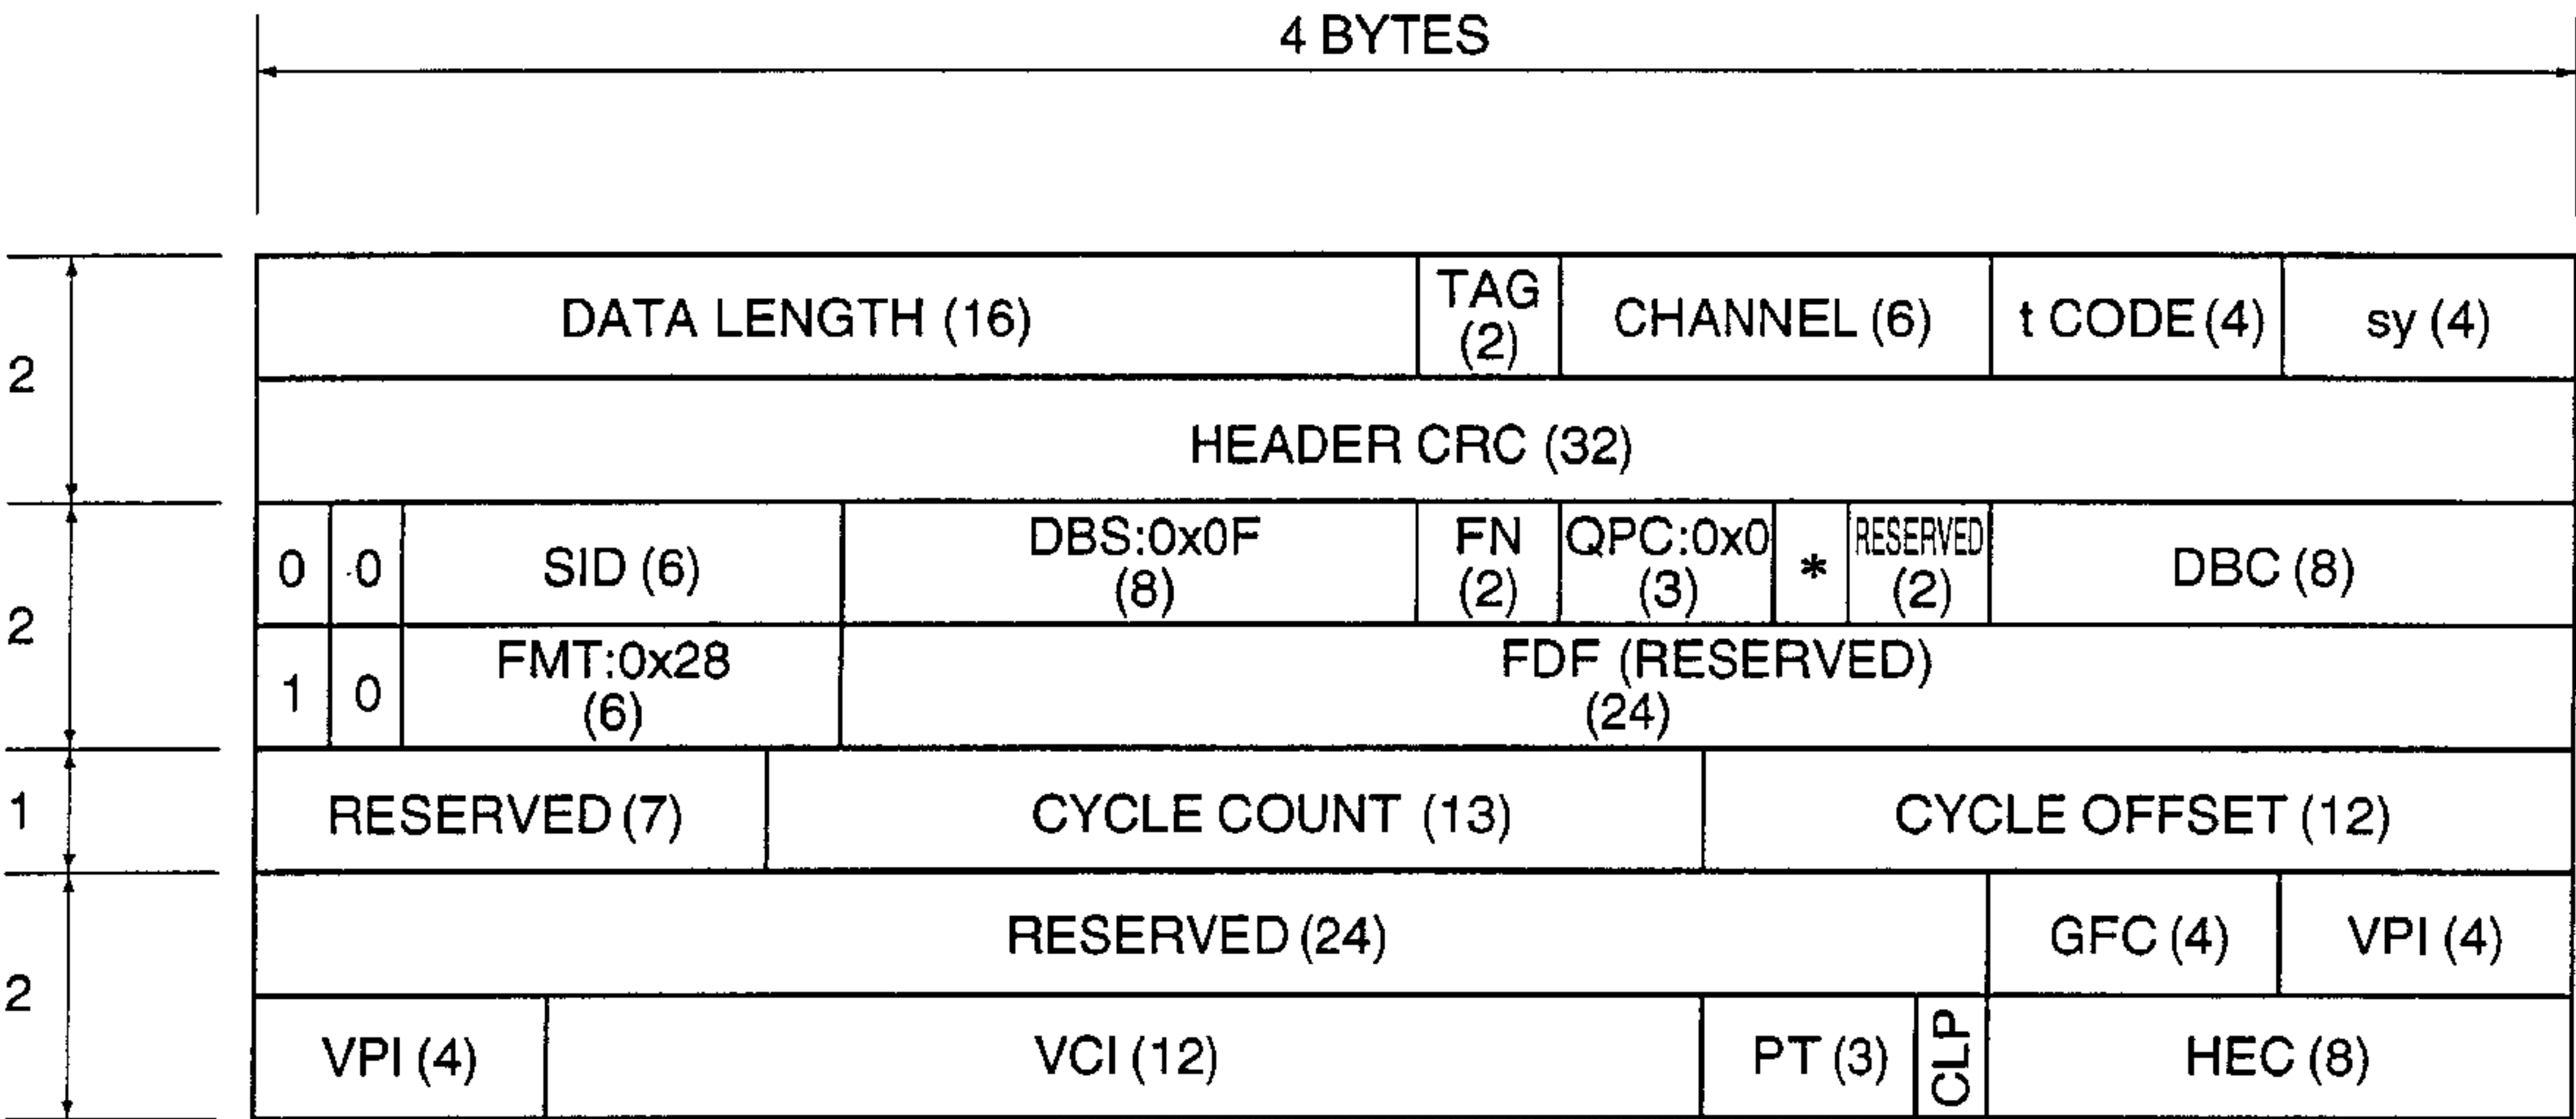 4 BYTES
DATA LENGTH (16) TAG (2) CHANNEL (6) t CODE (4) sy (4)
2
HEADER CRC (32)
0 0 SID (6) DBS:0x0F (8) FN (2) QPC:0x0 (3) * RESERVED (2) DBC (8)
2
1 0 FMT:0x28 (6) FDF (RESERVED) (24)
1 RESERVED (7) CYCLE COUNT (13) CYCLE OFFSET (12)
RESERVED (24) GFC (4) VPI (4)
2
VPI (4) VCI (12) PT (3) CLP HEC (8)